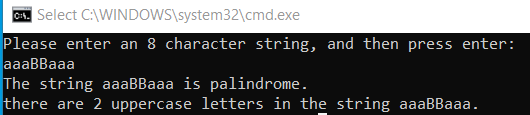 Select C:\WINDOWS\system32\cmd.exe
Please enter an 8 character string, and then press enter:
aaaBBaaa
The string aaaBBaaa is palindrome.
there are 2 uppercase letters in the string aaaBBaaa.